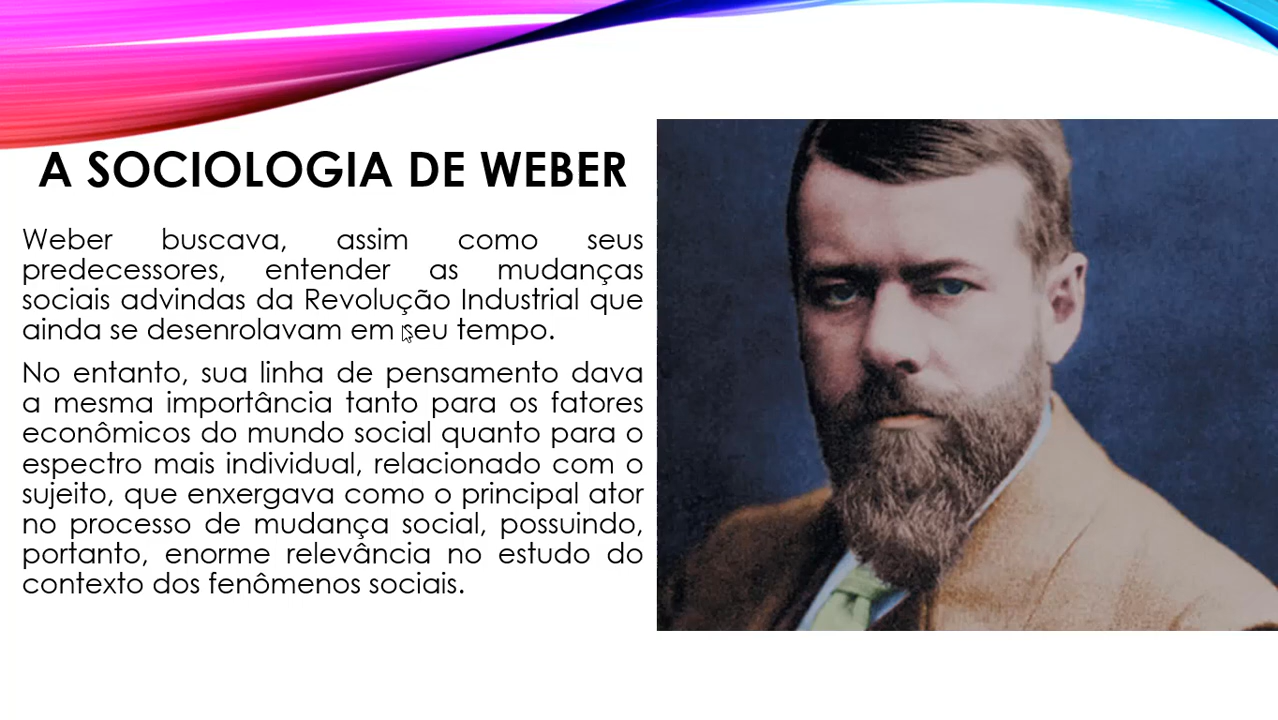 A SOCIOLOGIA DE WEBER
Weber buscava, assim como seus
predecessores, entender as mudanças
sociais advindas da Revolução Industrial que
ainda se desenrolavam em seu tempo.
No entanto, sua linha de pensamento dava
a mesma importância tanto para os fatores
econômicos do mundo social quanto para o
espectro mais individual, relacionado com o
sujeito, que enxergava como o principal ator
no processo de mudança social, possuindo,
portanto, enorme relevância no estudo do
contexto dos fenômenos sociais.